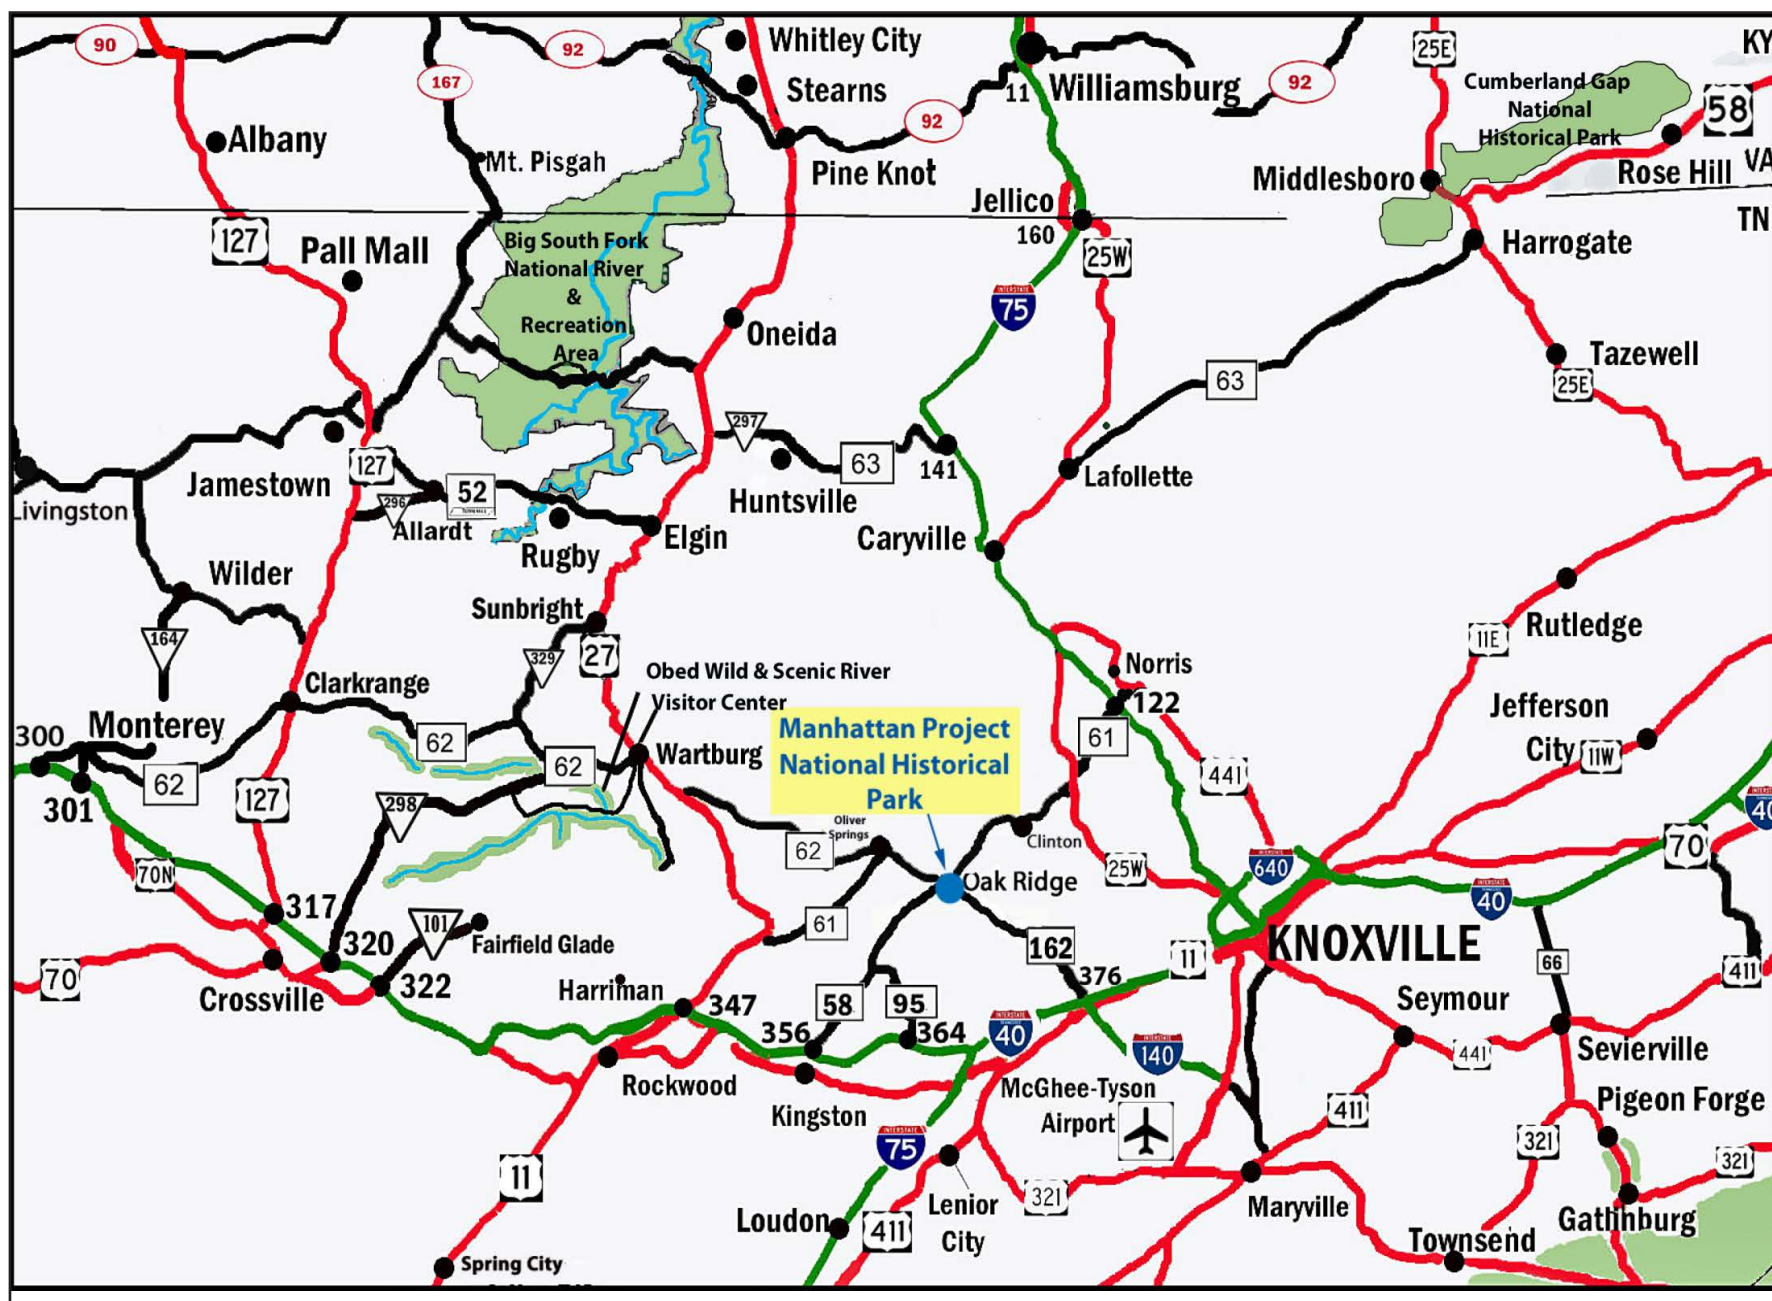 90
92
Whitley City
25E
KY
167
Stearns
11
Williamsburg
92
Cumberland Gap
National
Historical Park
58
Albany
92
Mt. Pisgah
Pine Knot
Middlesboro
Rose Hill
VA
Jellico
160
TN
127
Pall Mall
Big South Fork
National River
&
Recreation
Area
25W
Harrogate
INTERSTATE
75
Oneida
Tazewell
63
25E
297
63
141
Lafollette
127
Jamestown
52
296
Allardt
Huntsville
Livingston
Rugby
Elgin
Caryville
Wilder
Sunbright
164
329
27
11E
Rutledge
Obed Wild & Scenic River
Visitor Center
Norris
122
Clarkrange
Monterey
300
62
62
Wartburg
Manhattan Project
National Historical
Park
61
Jefferson
City
11W
441
62
301
127
298
Oliver
Springs
62
Clinton
70
40
70N
Oak Ridge
25W
INTERSTATE
640
INTERSTATE
40
317
101
Fairfield Glade
61
320
162
11
KNOXVILLE
66
411
70
Crossville
322
Harriman
347
58
95
376
Seymour
356
364
40
INTERSTATE
140
441
Sevierville
Rockwood
Kingston
McGhee-Tyson
Airport
411
Pigeon Forge
INTERSTATE
75
321
321
11
321
Lenior
City
Maryville
Loudon
411
Gathnburg
Townsend
Spring City